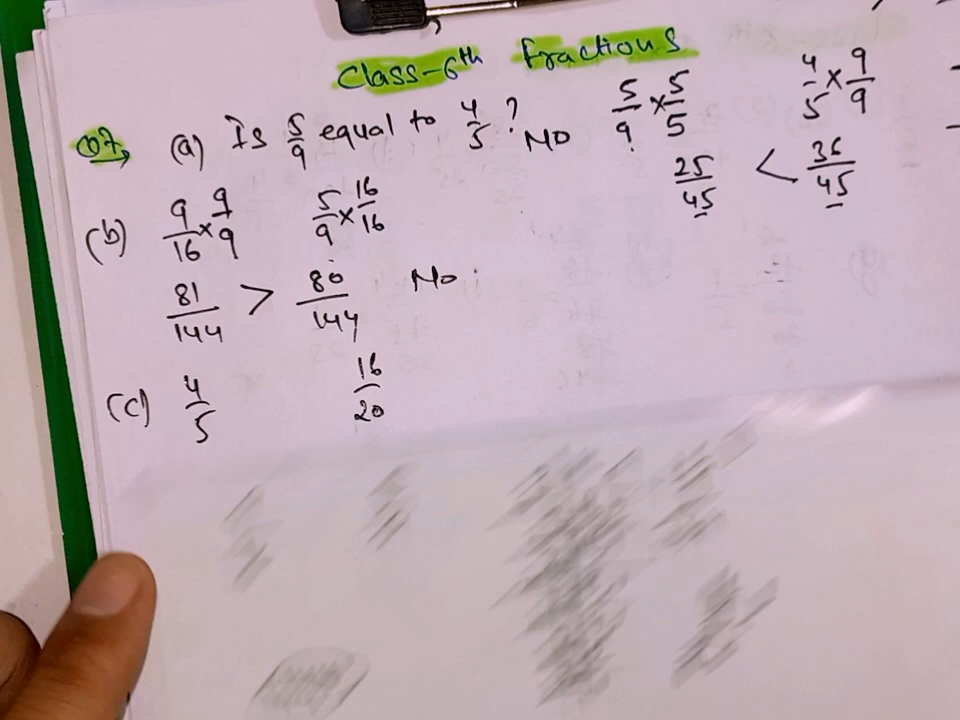 Class-6th Fractions
Q7, (a) Is 5/9 equal to 4/5? No 5/9 × 5/5 4/5 × 9/9
25/45 < 36/45
(b) 9/16 × 9/9 5/9 × 16/16
81/144 > 80/144 No
(c) 4/5 16/20